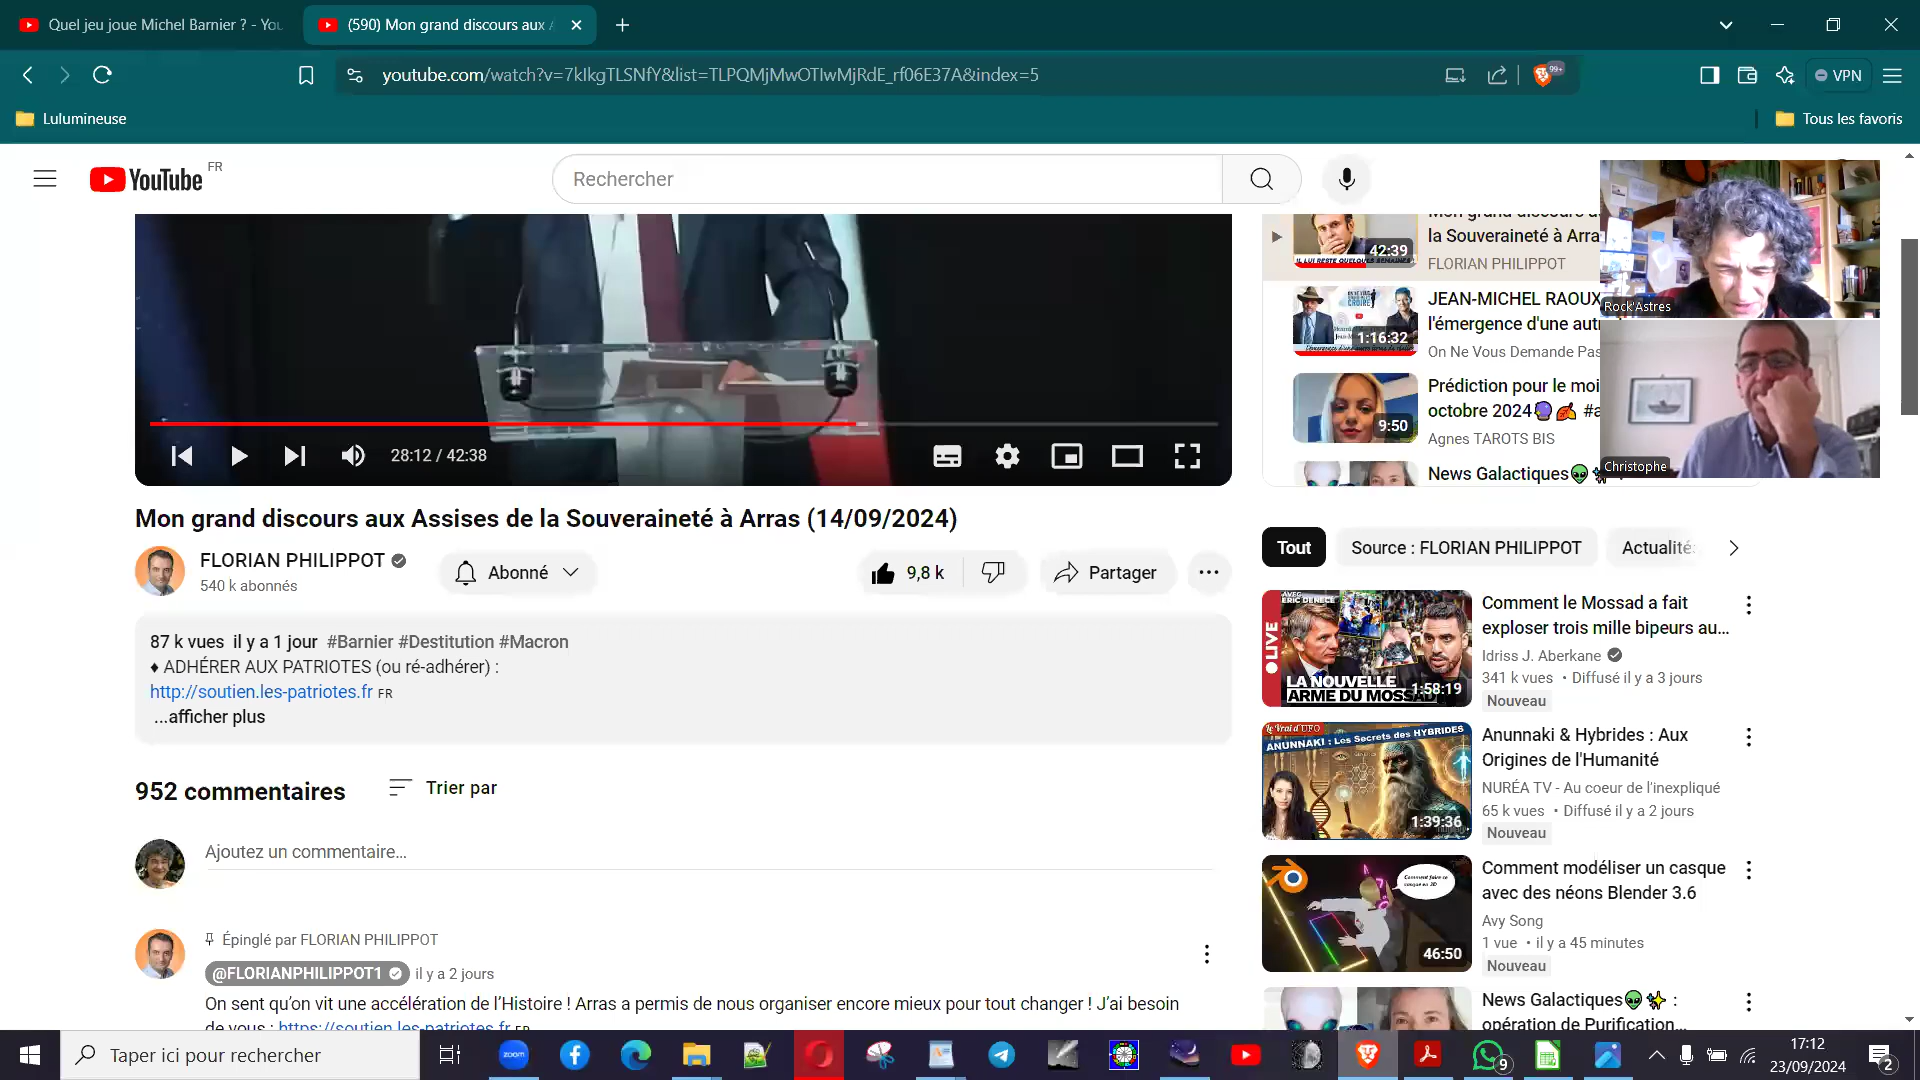 Quel jeu joue Michel Barnier ? - You
(590) Mon grand discours aux A
youtube.com/watch?v=7kIkgTLSNfY&list=TLPQMjMwOTIwMjRdE_rf06E37A&index=5
99+
VPN
Lulumineuse
Tous les favoris
YouTube FR
Rechercher
28:12 / 42:38
Mon grand discours aux Assises de la Souveraineté à Arras (14/09/2024)
FLORIAN PHILIPPOT
540 k abonnés
Abonné
9,8 k
Partager
87 k vues il y a 1 jour #Barnier #Destitution #Macron
♦ ADHÉRER AUX PATRIOTES (ou ré-adhérer) :
http://soutien.les-patriotes.fr FR
...afficher plus
952 commentaires
Trier par
Ajoutez un commentaire...
Épinglé par FLORIAN PHILIPPOT
@FLORIANPHILIPPOT1 il y a 2 jours
On sent qu’on vit une accélération de l’Histoire ! Arras a permis de nous organiser encore mieux pour tout changer ! J’ai besoin
de vous : https://soutien.les-patriotes.fr FR
Mon grand discours a
la Souveraineté à Arra
FLORIAN PHILIPPOT
IL LUI RESTE QUELQUES SEMAINES
42:39
JEAN-MICHEL RAOUX
l'émergence d'une aut
On Ne Vous Demande Pas
1:16:32
Prédiction pour le moi
octobre 2024🔮🍂 #a
Agnes TAROTS BIS
9:50
News Galactiques👽✨
Rock'Astres
Christophe
Tout
Source : FLORIAN PHILIPPOT
Actualité
AVEC
ERIC DENECE
LIVE
LA NOUVELLE
ARME DU MOSSAD
1:58:19
Comment le Mossad a fait
exploser trois mille bipeurs au...
Idriss J. Aberkane
341 k vues • Diffusé il y a 3 jours
Nouveau
Le Vrai d'UFO
ANUNNAKI : Les Secrets des HYBRIDES
1:39:36
Anunnaki & Hybrides : Aux
Origines de l'Humanité
NURÉA TV - Au coeur de l'inexpliqué
65 k vues • Diffusé il y a 2 jours
Nouveau
Comment faire ce
casque en 3D
46:50
Comment modéliser un casque
avec des néons Blender 3.6
Avy Song
1 vue • il y a 45 minutes
Nouveau
News Galactiques👽✨ :
opération de Purification...
Taper ici pour rechercher
zoom
9
17:12
23/09/2024
2